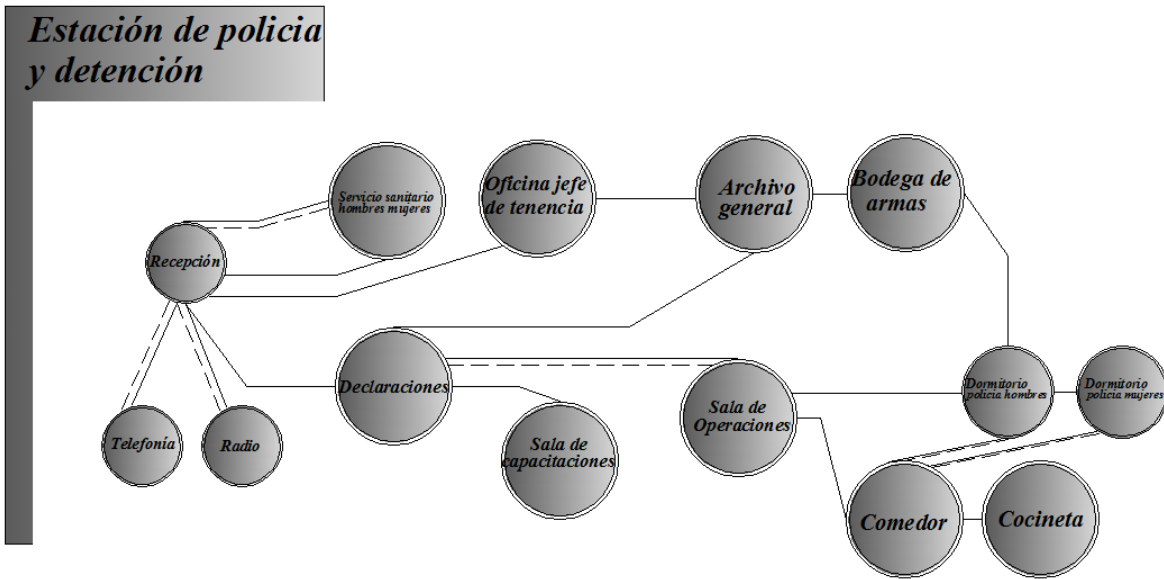 Estación de policia
y detención
Servicio sanitario
hombres mujeres
Oficina jefe
de tenencia
Archivo
general
Bodega de
armas
Recepción
Declaraciones
Sala de
Operaciones
Dormitorio
policia hombres
Dormitorio
policia mujeres
Telefonía
Radio
Sala de
capacitaciones
Comedor
Cocineta